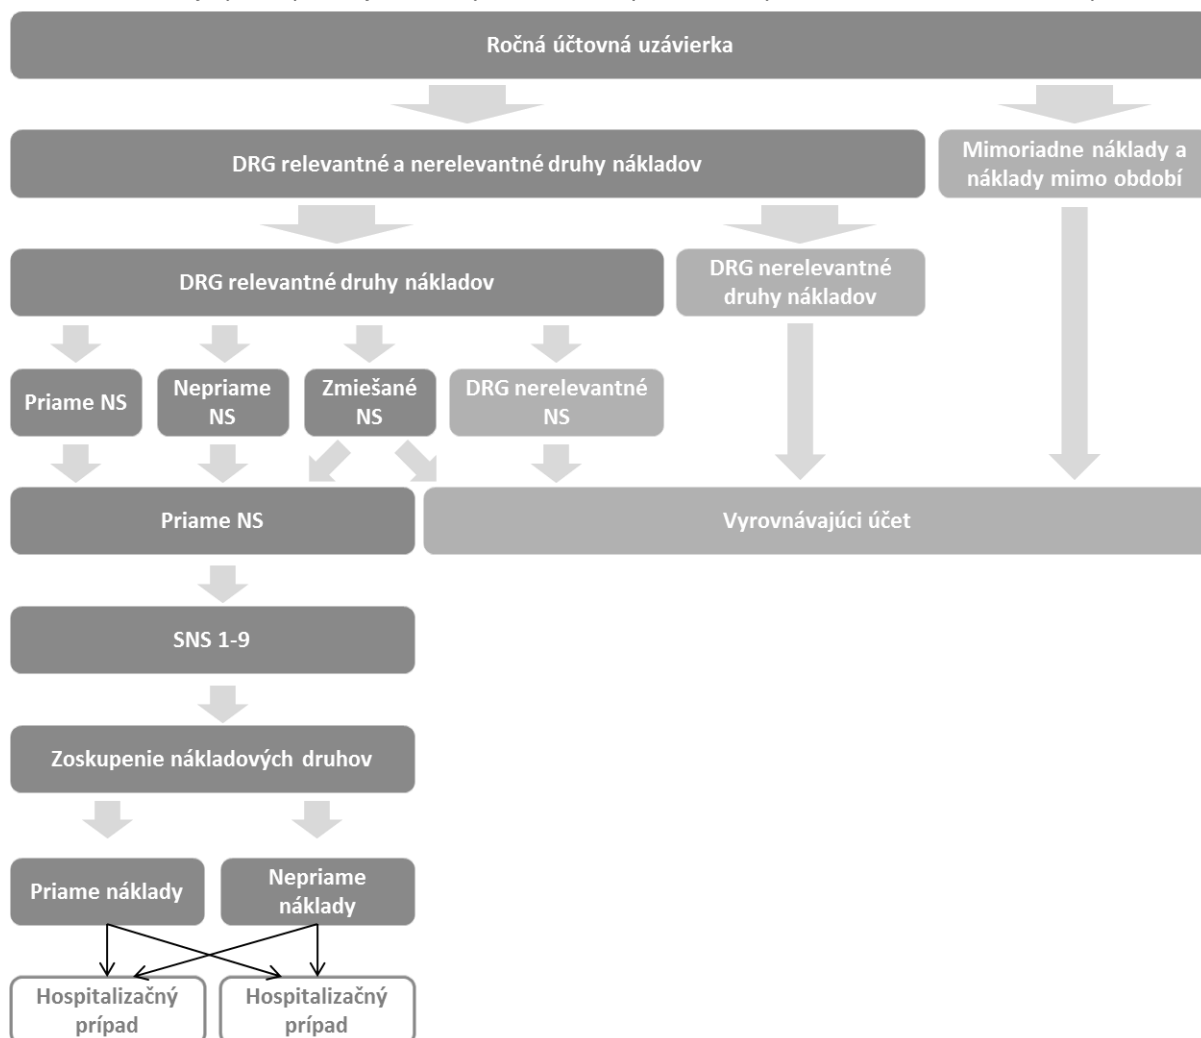 Ročná účtovná uzávierka
DRG relevantné a nerelevantné druhy nákladov
Mimoriadne náklady a
náklady mimo období
DRG relevantné druhy nákladov
DRG nerelevantné
druhy nákladov
Priame NS
Nepriame
NS
Zmiešané
NS
DRG nerelevantné
NS
Priame NS
Vyrovnávajúci účet
SNS 1-9
Zoskupenie nákladových druhov
Priame náklady
Nepriame
náklady
Hospitalizačný
prípad
Hospitalizačný
prípad